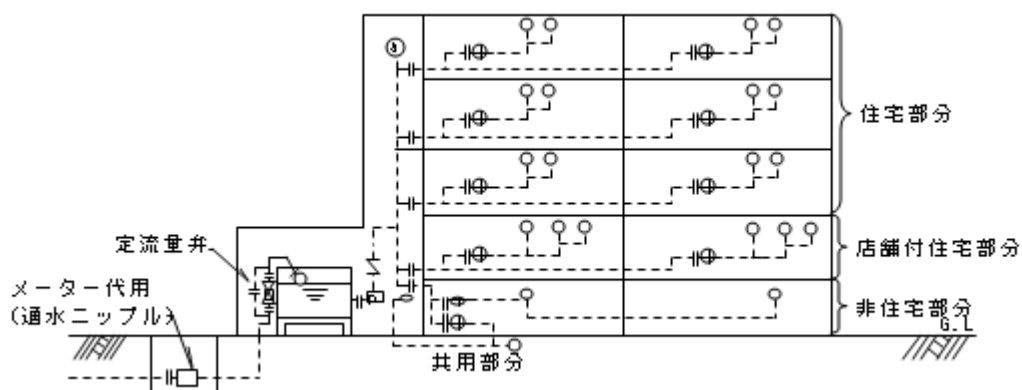 住宅部分
定流量弁
店舗付住宅部分
メーター代用
(通水ニップル)
非住宅部分
G.L
共用部分